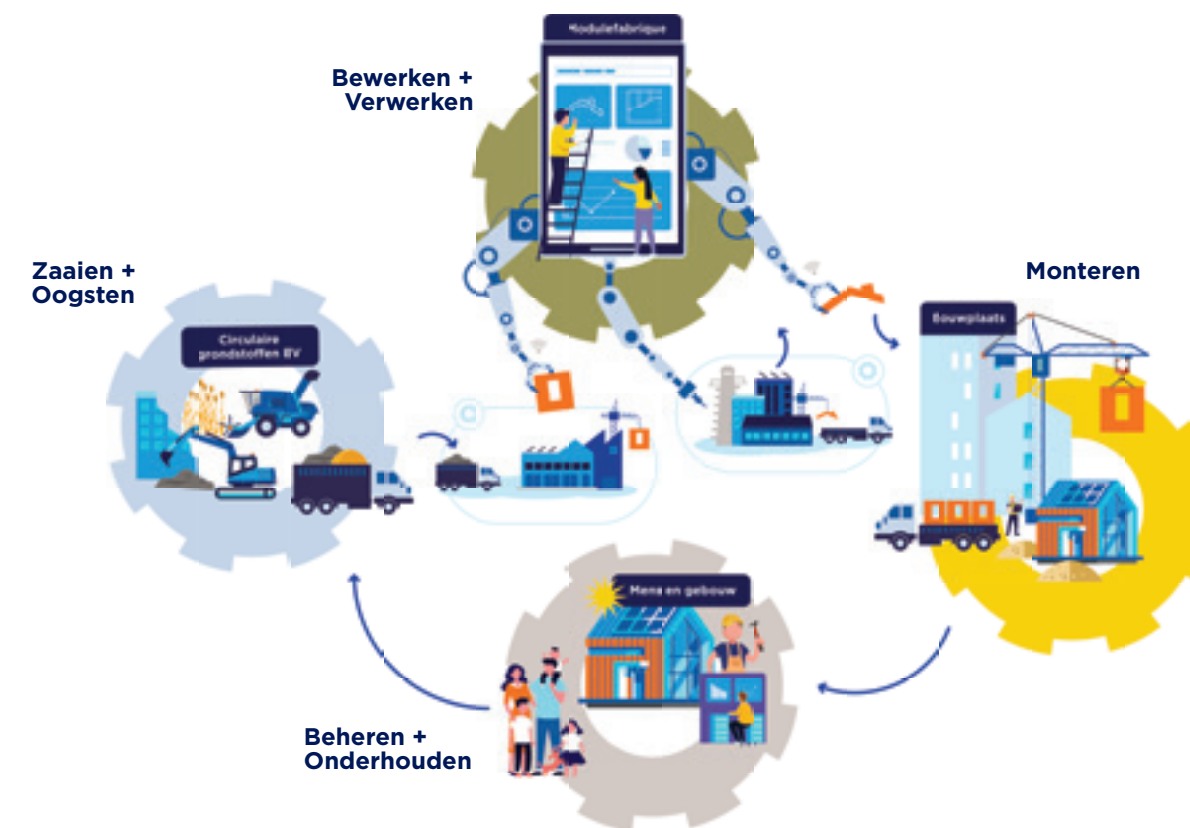 Modulefabrique
Bewerken +
Verwerken
Zaaien +
Oogsten
Monteren
Circulaire
grondstoffen BV
Bouwplaats
Mens en gebouw
Beheren +
Onderhouden